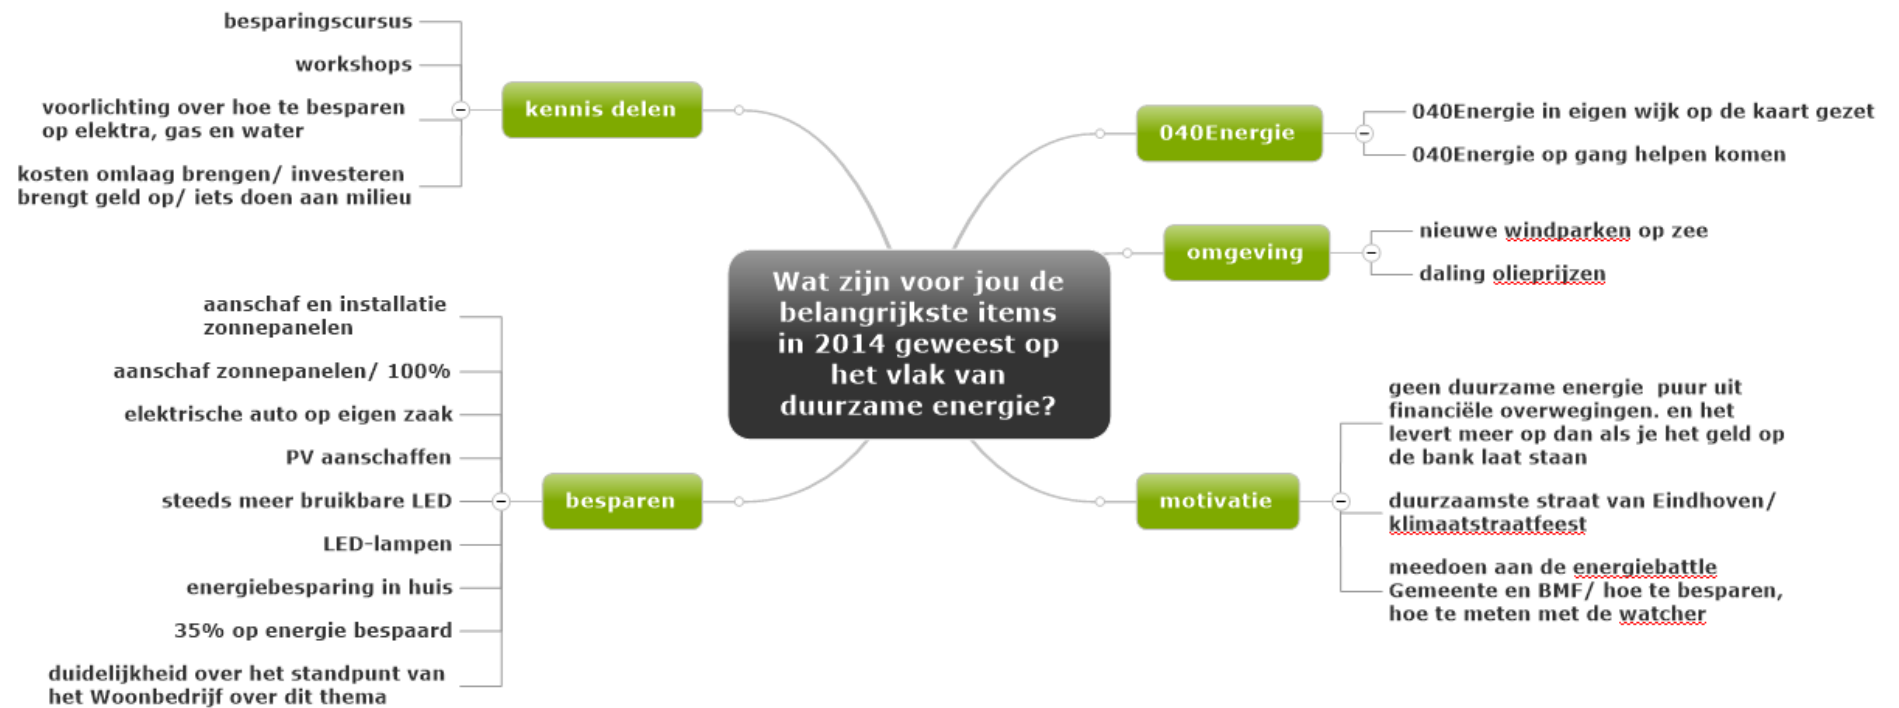 besparingscursus
workshops
voorlichting over hoe te besparen
op elektra, gas en water
kosten omlaag brengen/ investeren
brengt geld op/ iets doen aan milieu
kennis delen
040Energie
040Energie in eigen wijk op de kaart gezet
040Energie op gang helpen komen
omgeving
nieuwe windparken op zee
daling olieprijzen
Wat zijn voor jou de
belangrijkste items
in 2014 geweest op
het vlak van
duurzame energie?
aanschaf en installatie
zonnepanelen
aanschaf zonnepanelen/ 100%
elektrische auto op eigen zaak
PV aanschaffen
steeds meer bruikbare LED
LED-lampen
energiebesparing in huis
35% op energie bespaard
duidelijkheid over het standpunt van
het Woonbedrijf over dit thema
besparen
motivatie
geen duurzame energie  puur uit
financiële overwegingen. en het
levert meer op dan als je het geld op
de bank laat staan
duurzaamste straat van Eindhoven/
klimaatstraatfeest
meedoen aan de energiebattle
Gemeente en BMF/ hoe te besparen,
hoe te meten met de watcher